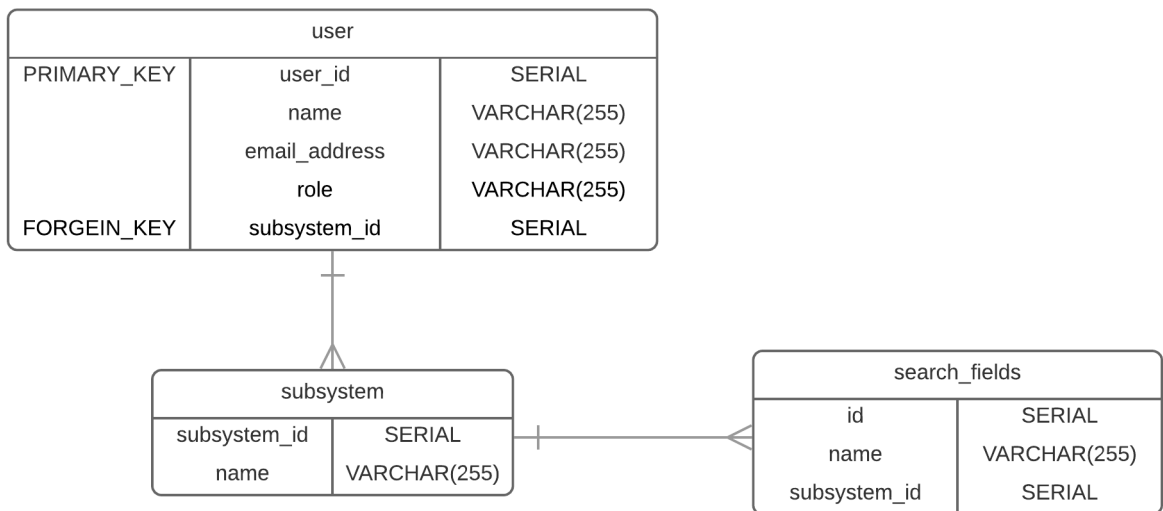 user
PRIMARY_KEY user_id SERIAL
name VARCHAR(255)
email_address VARCHAR(255)
role VARCHAR(255)
FORGEIN_KEY subsystem_id SERIAL
subsystem
subsystem_id SERIAL
name VARCHAR(255)
search_fields
id SERIAL
name VARCHAR(255)
subsystem_id SERIAL